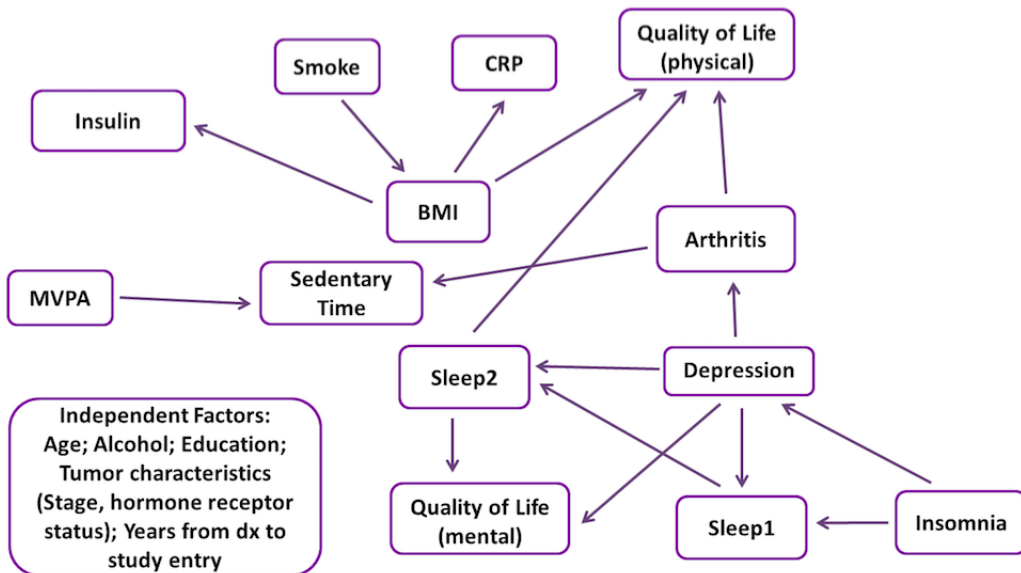 Quality of Life
(physical)
Smoke
CRP
Insulin
BMI
Arthritis
Sedentary
Time
MVPA
Sleep2
Depression
Independent Factors:
Age; Alcohol; Education;
Tumor characteristics
(Stage, hormone receptor
status); Years from dx to
study entry
Quality of Life
(mental)
Sleep1
Insomnia